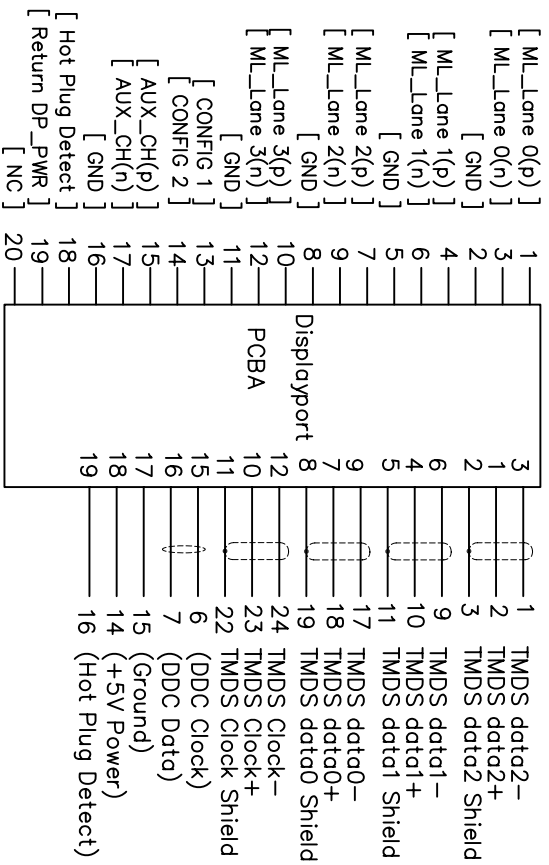 [ ML_Lane 0(p) ] 1 3 1 TMDS data2-
[ ML_Lane 0(n) ] 3 1 2 TMDS data2+
[ GND ] 2 2 3 TMDS data2 Shield
[ ML_Lane 1(p) ] 4 6 9 TMDS data1-
[ ML_Lane 1(n) ] 6 4 10 TMDS data1+
[ GND ] 5 5 11 TMDS data1 Shield
[ ML_Lane 2(p) ] 7 9 17 TMDS data0-
[ ML_Lane 2(n) ] 9 7 18 TMDS data0+
[ GND ] 8 Displayport 8 19 TMDS data0 Shield
[ ML_Lane 3(p) ] 10 12 24 TMDS Clock-
[ ML_Lane 3(n) ] 12 PCBA 10 23 TMDS Clock+
[ GND ] 11 11 22 TMDS Clock Shield
[ CONFIG 1 ] 13 15 6 (DDC Clock)
[ CONFIG 2 ] 14 16 7 (DDC Data)
[ AUX_CH(p) ] 15 17 15 (Ground)
[ AUX_CH(n) ] 17 18 14 (+5V Power)
[ GND ] 16 19 16 (Hot Plug Detect)
[ Hot Plug Detect ] 18
[ Return DP_PWR ] 19
[ NC ] 20